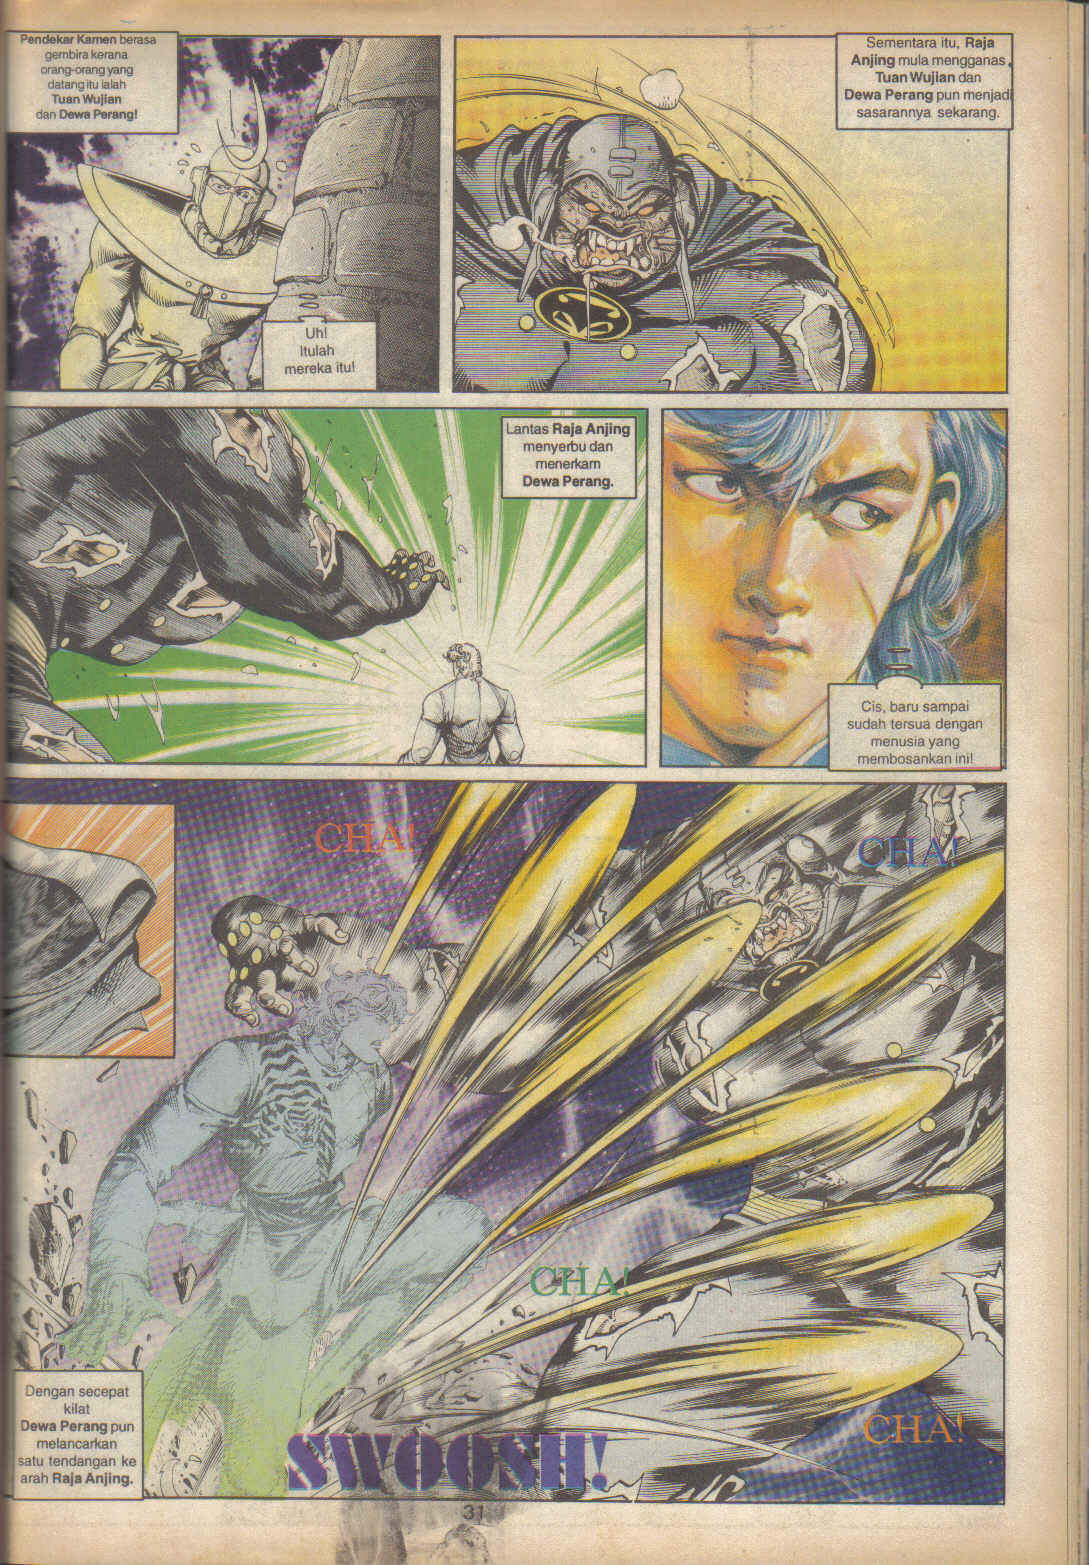 Pendekar Kamen berasa
gembira kerana
orang-orang yang
datang itu ialah
Tuan Wujian
dan Dewa Perang!
Uh!
Itulah
mereka itu!
Sementara itu, Raja
Anjing mula mengganas.
Tuan Wujian dan
Dewa Perang pun menjadi
sasarannya sekarang.
Lantas Raja Anjing
menyerbu dan
menerkam
Dewa Perang.
Cis, baru sampai
sudah tersua dengan
menusia yang
membosankan ini!
CHA!
CHA!
CHA!
CHA!
Dengan secepat
kilat
Dewa Perang pun
melancarkan
satu tendangan ke
arah Raja Anjing.
SWOOSH!
31